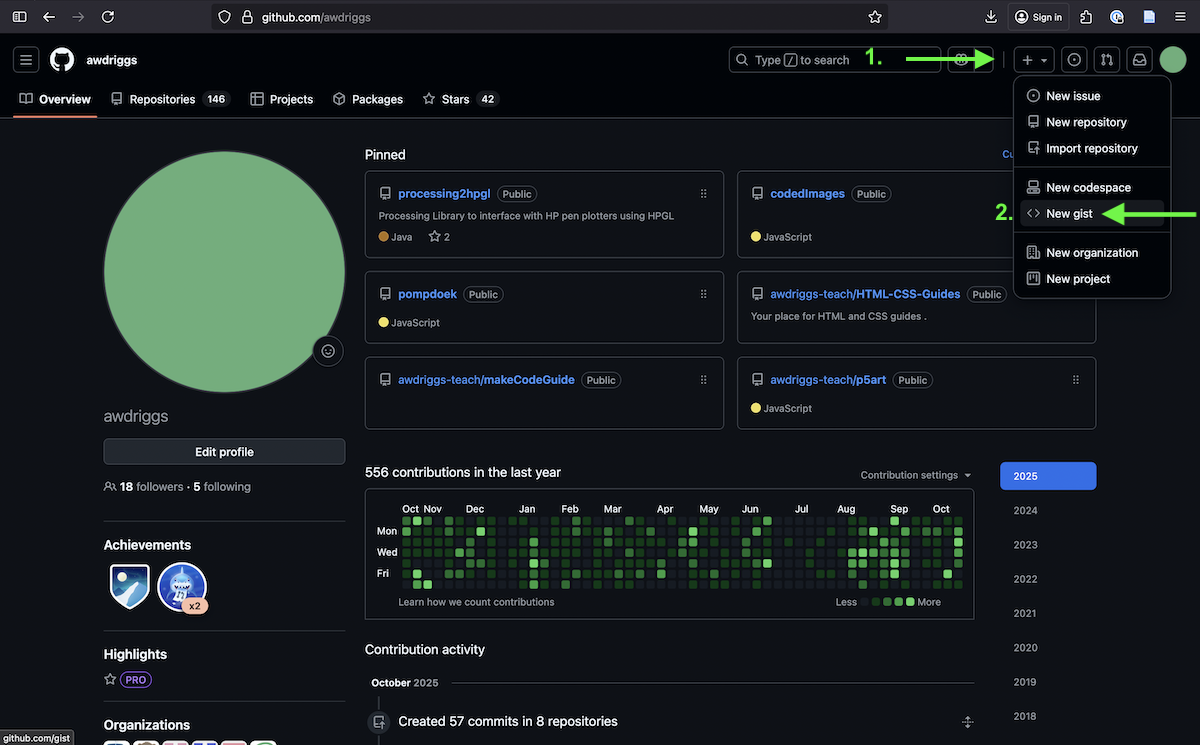 github.com/awdriggs
Sign in
awdriggs
Type / to search
1.
Overview
Repositories 146
Projects
Packages
Stars 42
New issue
New repository
Import repository
New codespace
2.
New gist
New organization
New project
Pinned
Cu
processing2hpgl Public
Processing Library to interface with HP pen plotters using HPGL
Java 2
codedImages Public
JavaScript
pompdoek Public
JavaScript
awdriggs-teach/HTML-CSS-Guides Public
Your place for HTML and CSS guides .
awdriggs-teach/makeCodeGuide Public
awdriggs-teach/p5art Public
JavaScript
awdriggs
Edit profile
18 followers · 5 following
Achievements
x2
Highlights
PRO
Organizations
556 contributions in the last year
Contribution settings
Oct Nov Dec Jan Feb Mar Apr May Jun Jul Aug Sep Oct
Mon
Wed
Fri
Learn how we count contributions
Less More
2025
2024
2023
2022
2021
2020
2019
2018
Contribution activity
October 2025
Created 57 commits in 8 repositories
github.com/gist